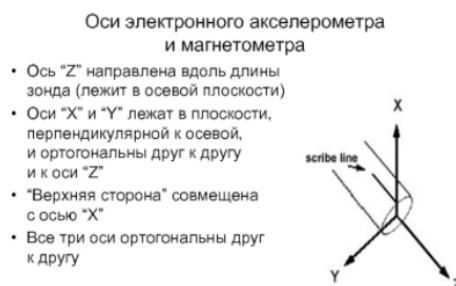 Оси электронного акселерометра
и магнетометра
• Ось “Z” направлена вдоль длины
зонда (лежит в осевой плоскости)
• Оси “X” и “Y” лежат в плоскости,
перпендикулярной к осевой,
и ортогональны друг к другу
и к оси “Z”
• “Верхняя сторона” совмещена
с осью “X”
• Все три оси ортогональны друг
к другу
X
scribe line
Y